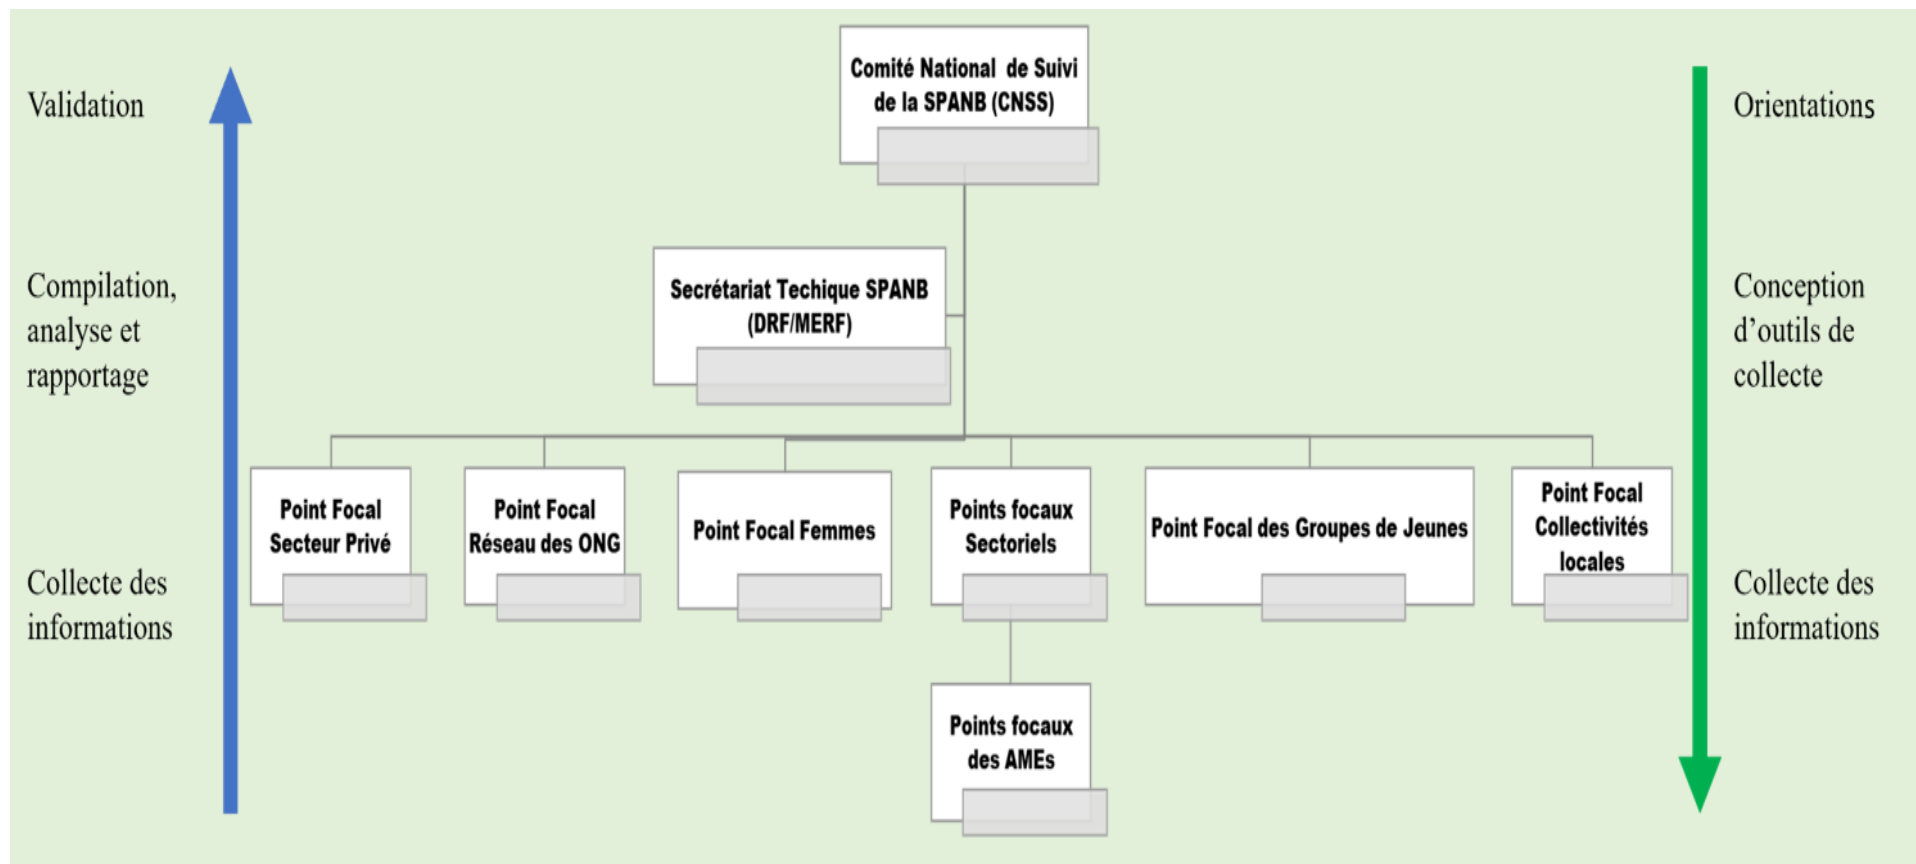 Comité National de Suivi
de la SPANB (CNSS)
Validation
Orientations
Secrétariat Techique SPANB
(DRF/MERF)
Compilation,
analyse et
rapportage
Conception
d’outils de
collecte
Point Focal
Secteur Privé
Point Focal
Réseau des ONG
Point Focal Femmes
Points focaux
Sectoriels
Point Focal des Groupes de Jeunes
Point Focal
Collectivités
locales
Collecte des
informations
Collecte des
informations
Points focaux
des AMEs